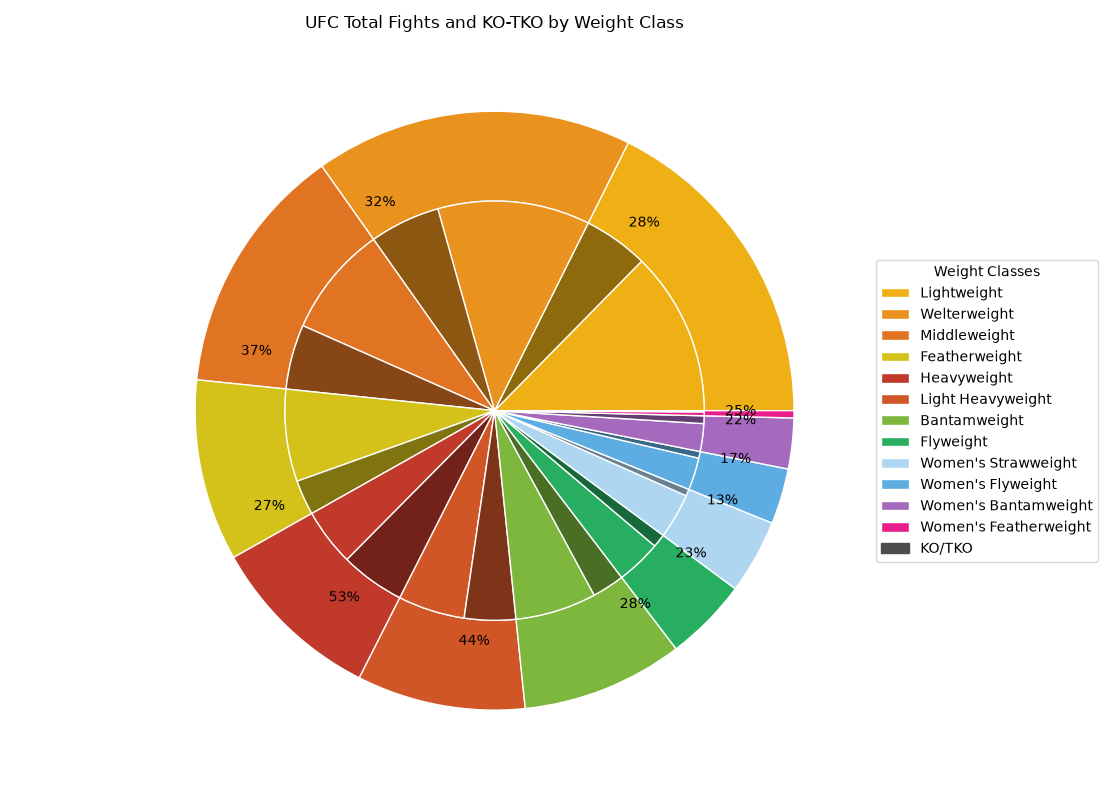 UFC Total Fights and KO-TKO by Weight Class
32%
28%
37%
25%
22%
17%
13%
27%
23%
53%
28%
44%
Weight Classes
Lightweight
Welterweight
Middleweight
Featherweight
Heavyweight
Light Heavyweight
Bantamweight
Flyweight
Women's Strawweight
Women's Flyweight
Women's Bantamweight
Women's Featherweight
KO/TKO